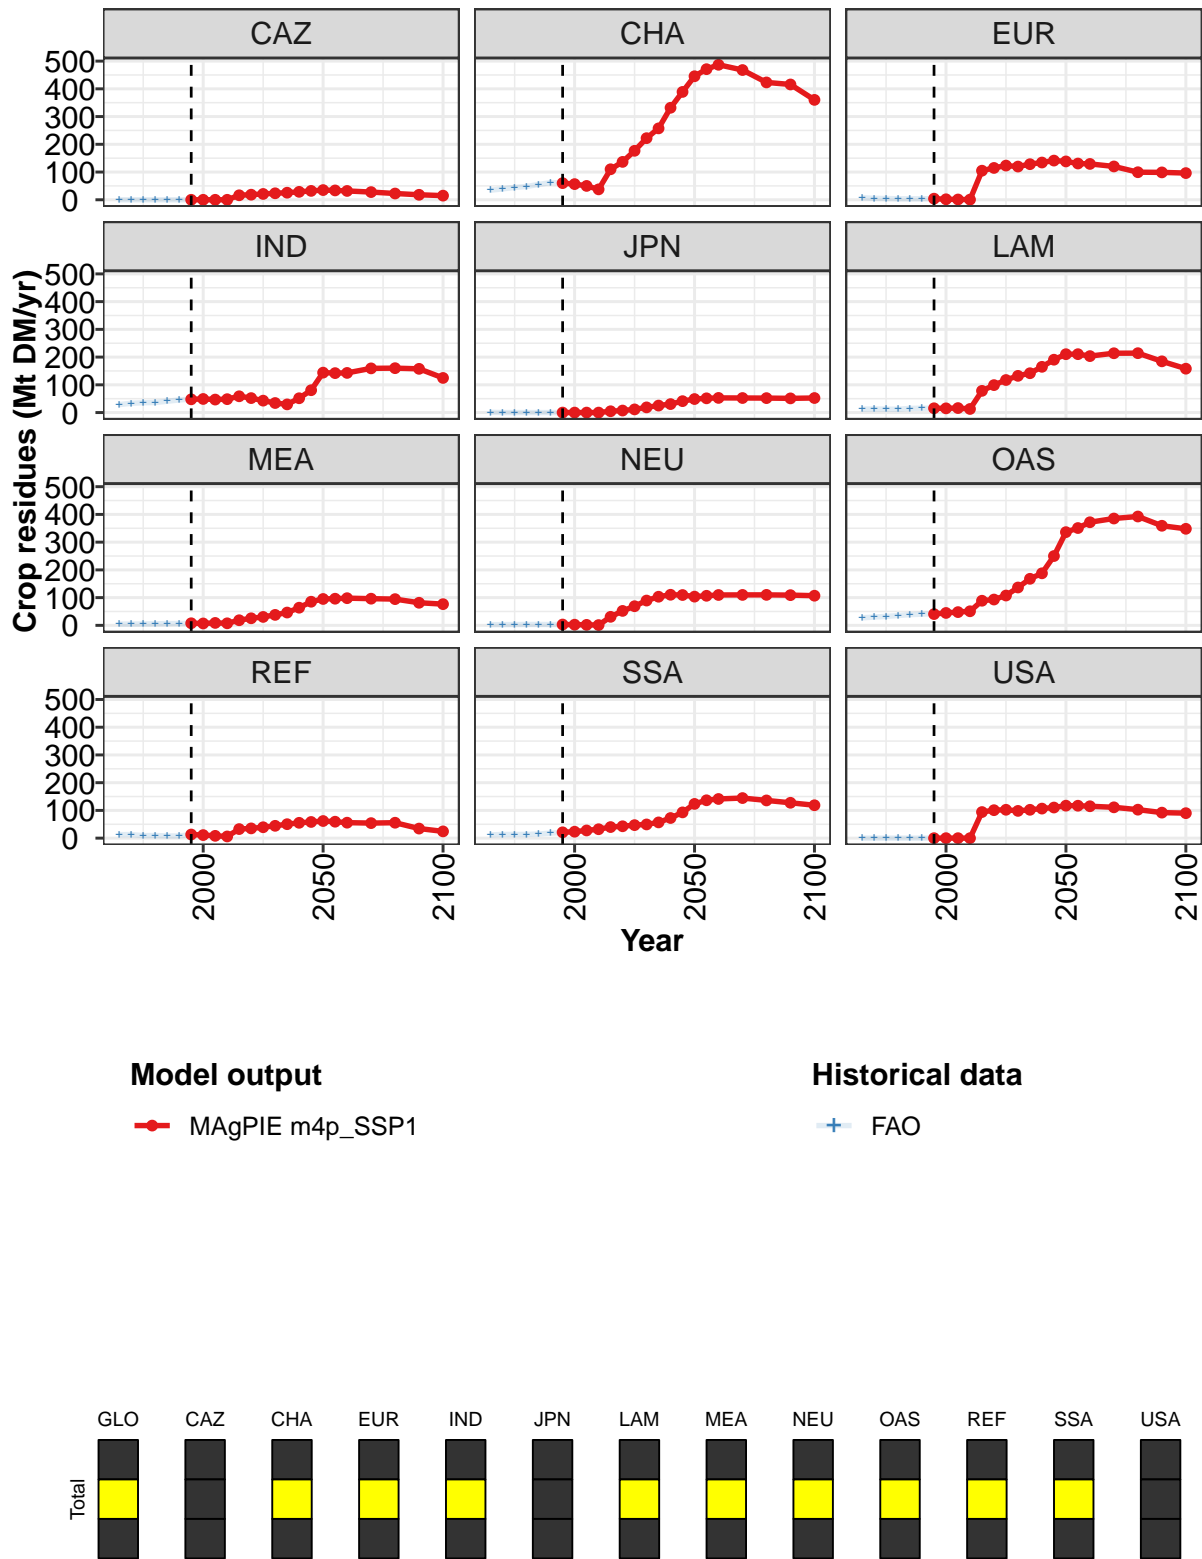 CAZ CHA EUR
500
400
300
200
100
0
IND JPN LAM
500
400
300
200
100
0
MEA NEU OAS
500
400
300
200
100
0
REF SSA USA
500
400
300
200
100
0
Crop residues (Mt DM/yr)
2000 2050 2100 2000 2050 2100 2000 2050 2100
Year
Model output Historical data
MAgPIE m4p_SSP1 FAO
GLO CAZ CHA EUR IND JPN LAM MEA NEU OAS REF SSA USA
Total